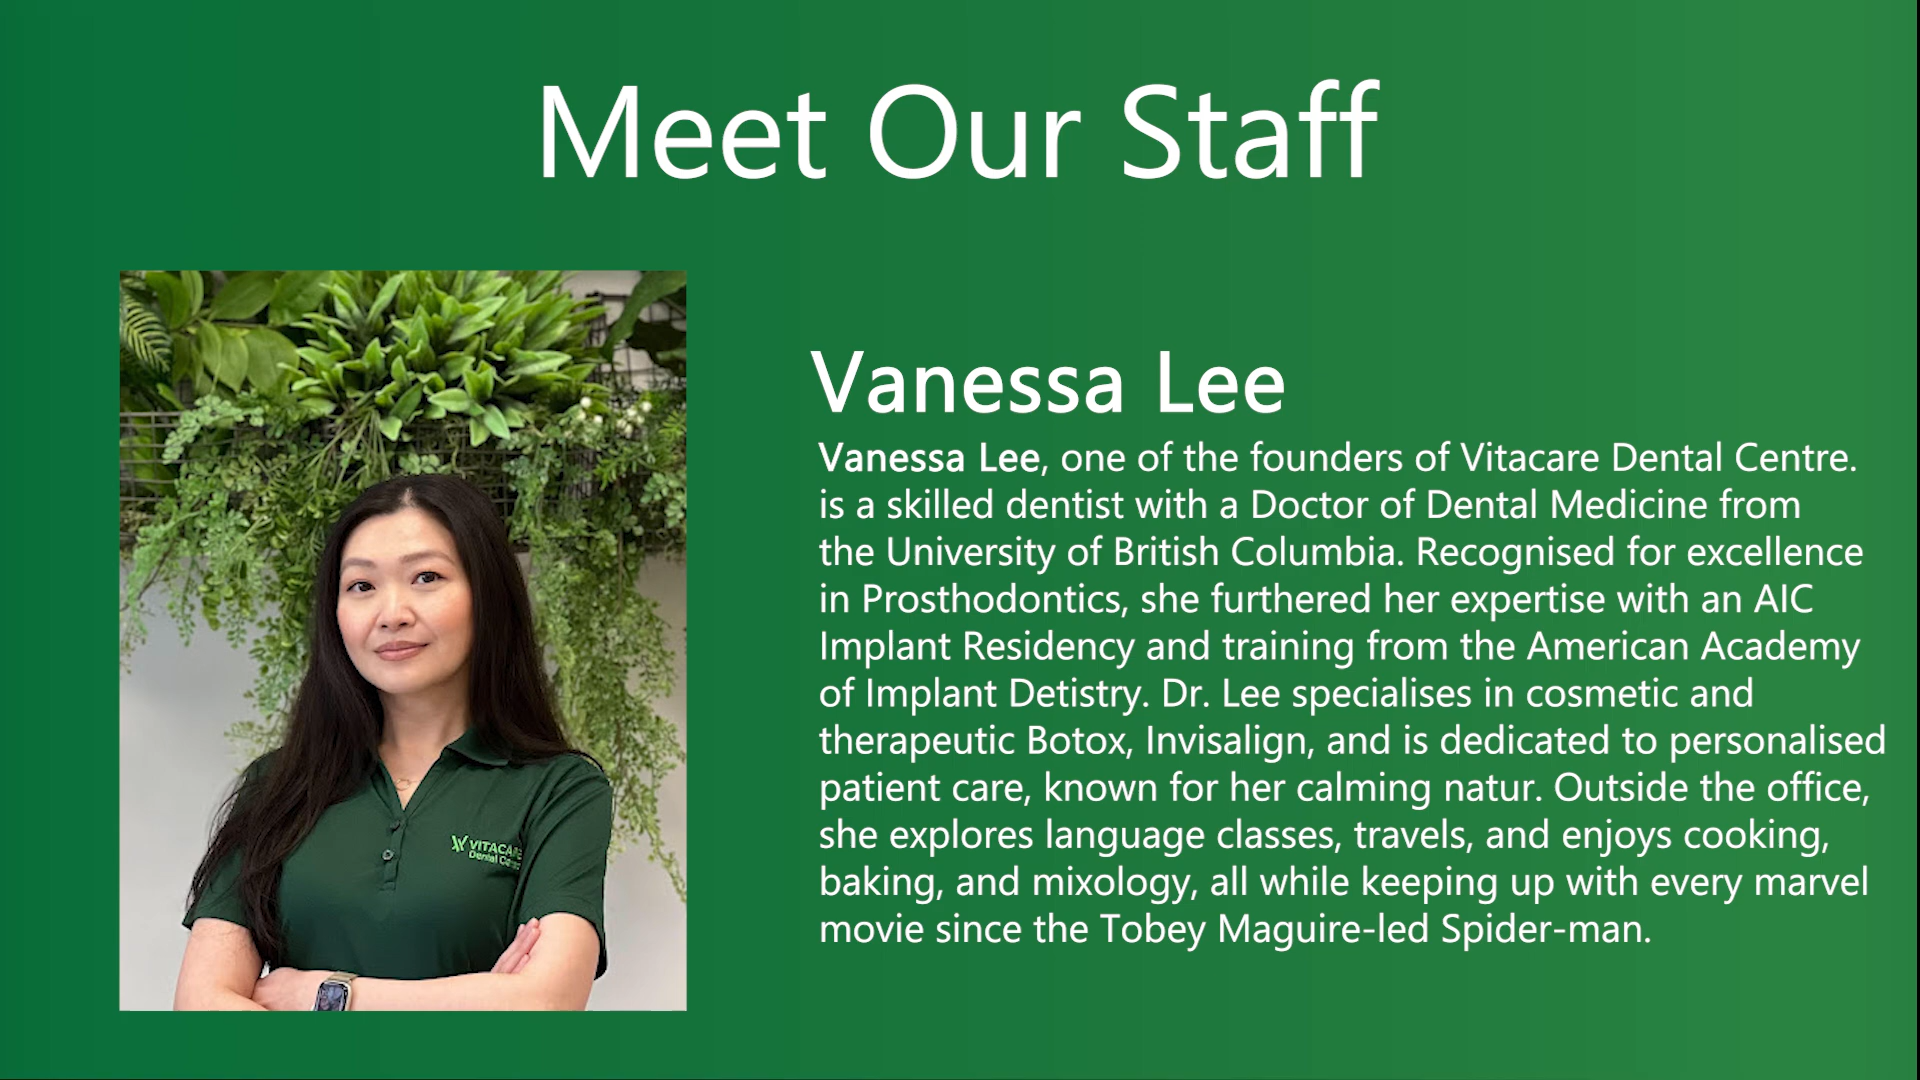 Meet Our Staff
Vanessa Lee
Vanessa Lee, one of the founders of Vitacare Dental Centre.
is a skilled dentist with a Doctor of Dental Medicine from
the University of British Columbia. Recognised for excellence
in Prosthodontics, she furthered her expertise with an AIC
Implant Residency and training from the American Academy
of Implant Detistry. Dr. Lee specialises in cosmetic and
therapeutic Botox, Invisalign, and is dedicated to personalised
patient care, known for her calming natur. Outside the office,
she explores language classes, travels, and enjoys cooking,
baking, and mixology, all while keeping up with every marvel
movie since the Tobey Maguire-led Spider-man.
VITACARE
Dental